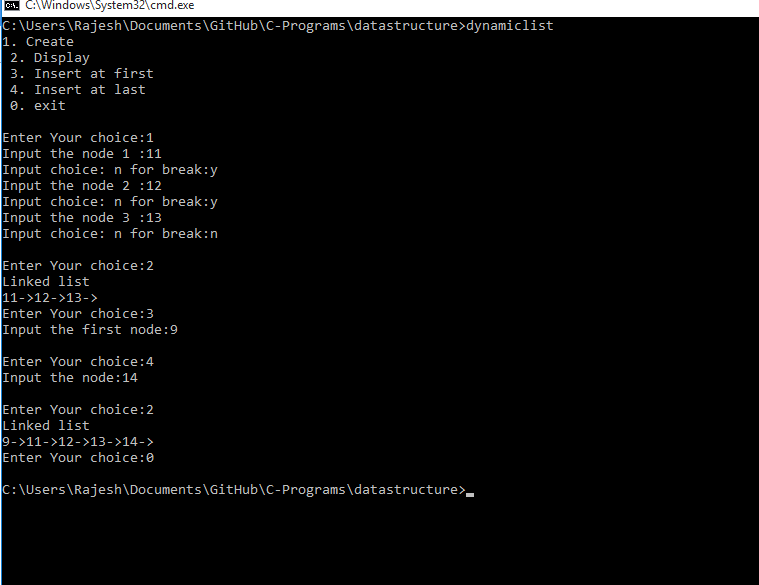 C:\Windows\System32\cmd.exe
C:\Users\Rajesh\Documents\GitHub\C-Programs\datastructure>dynamiclist
1. Create
 2. Display
 3. Insert at first
 4. Insert at last
 0. exit
Enter Your choice:1
Input the node 1 :11
Input choice: n for break:y
Input the node 2 :12
Input choice: n for break:y
Input the node 3 :13
Input choice: n for break:n
Enter Your choice:2
Linked list
11->12->13->
Enter Your choice:3
Input the first node:9
Enter Your choice:4
Input the node:14
Enter Your choice:2
Linked list
9->11->12->13->14->
Enter Your choice:0
C:\Users\Rajesh\Documents\GitHub\C-Programs\datastructure>